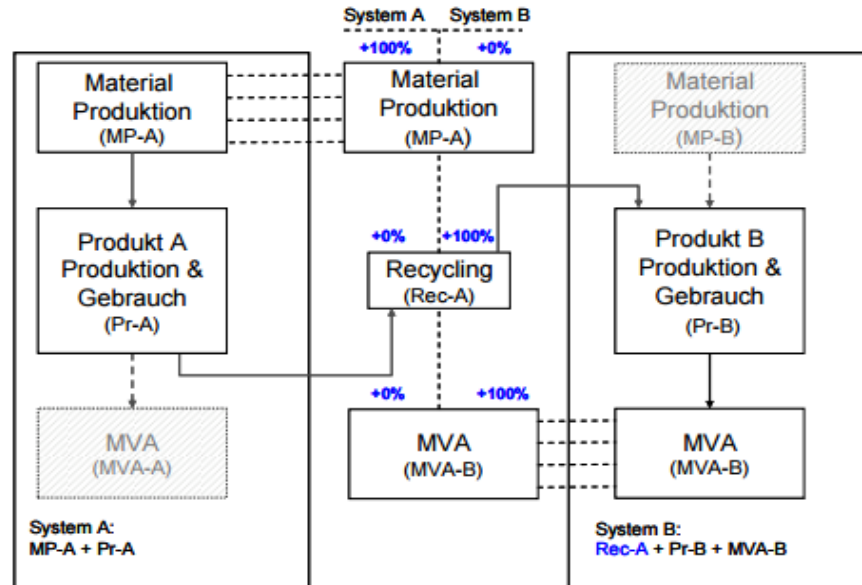 System A
System B
+100%
+0%
Material
Produktion
(MP-A)
Material
Produktion
(MP-A)
Material
Produktion
(MP-B)
Produkt A
Produktion &
Gebrauch
(Pr-A)
+0%
+100%
Recycling
(Rec-A)
Produkt B
Produktion &
Gebrauch
(Pr-B)
+0%
+100%
MVA
(MVA-A)
MVA
(MVA-B)
MVA
(MVA-B)
System A:
MP-A + Pr-A
System B:
Rec-A + Pr-B + MVA-B